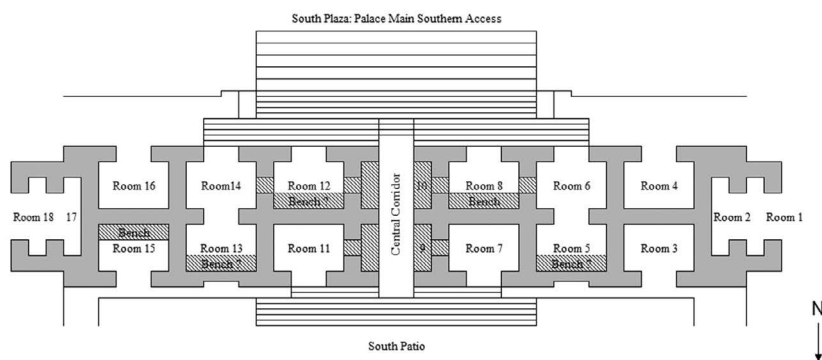 South Plaza: Palace Main Southern Access
Room 16
Room14
Room 12
10
Room 8
Room 6
Room 4
Bench ?
Bench
Room 18
17
Central Corridor
Room 2
Room 1
Bench
Room 15
Room 13
Room 11
9
Room 7
Room 5
Room 3
Bench ?
Bench ?
N
South Patio